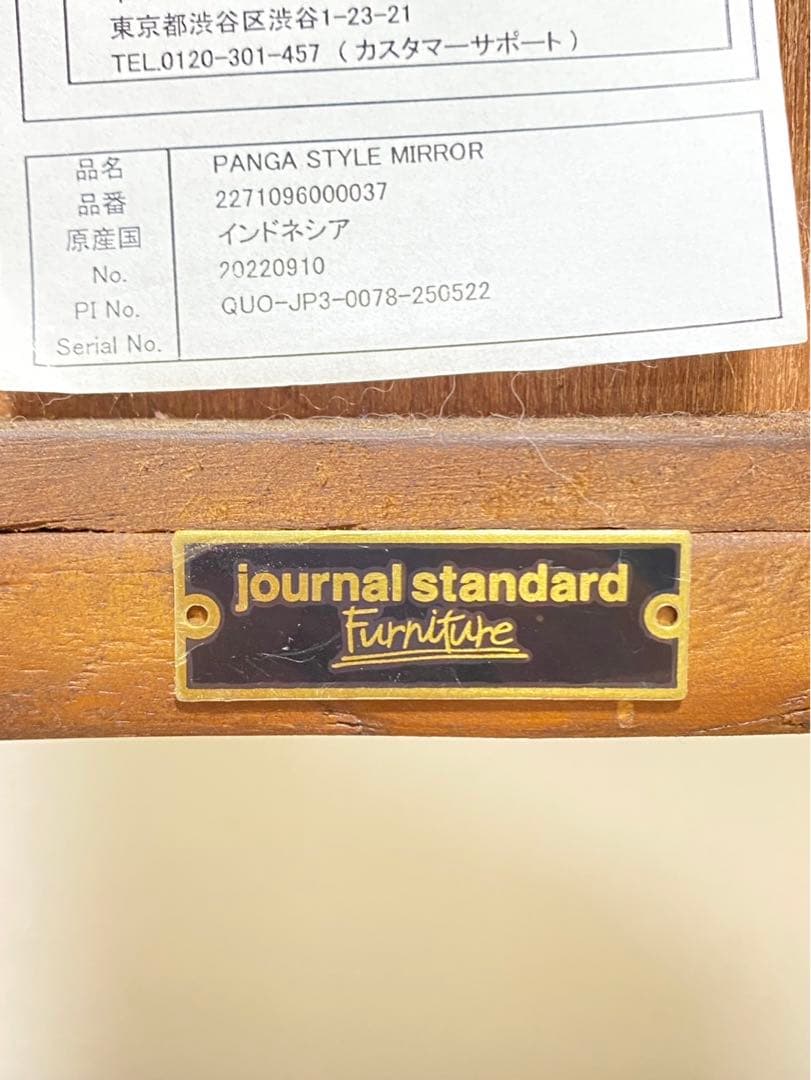 東京都渋谷区渋谷1-23-21
TEL.0120-301-457 (カスタマーサポート)
品名 PANGA STYLE MIRROR
品番 2271096000037
原産国 インドネシア
No. 20220910
PI No. QUO-JP3-0078-250522
Serial No.
journal standard
Furniture